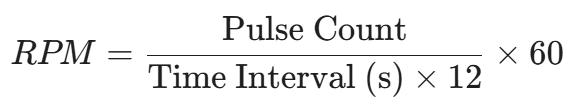 RPM = Pulse Count / Time Interval (s) × 12 × 60